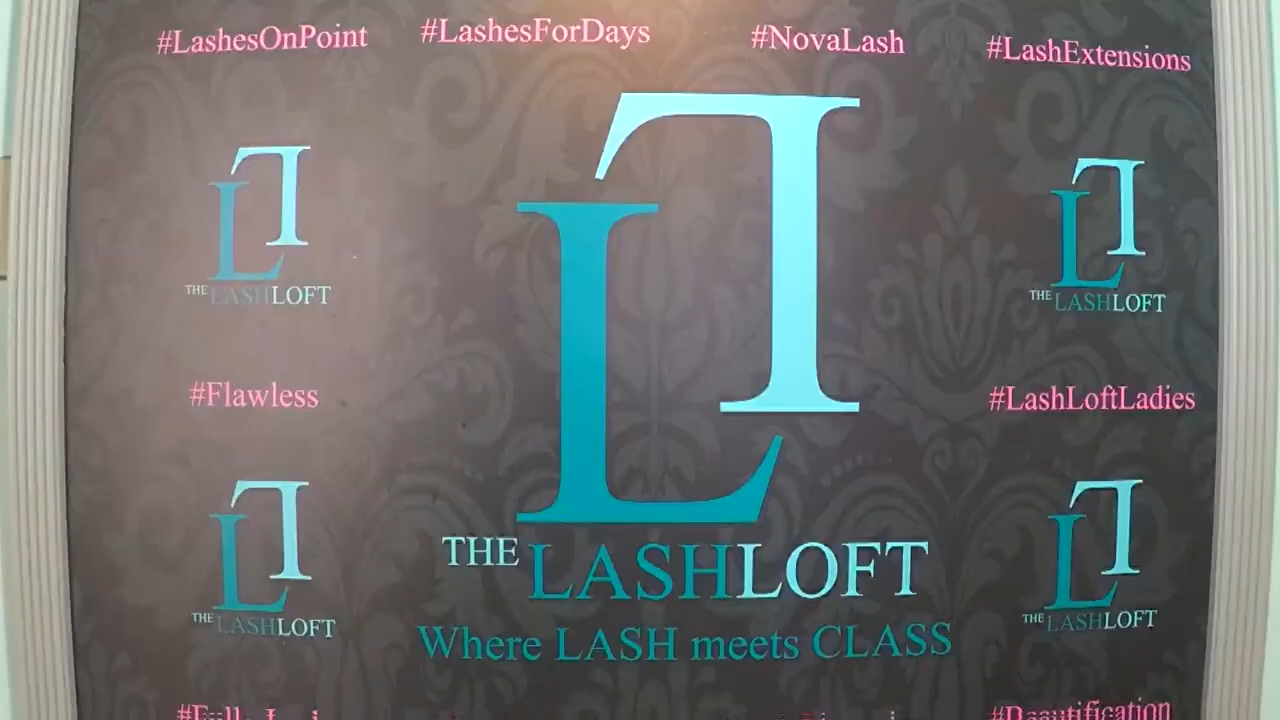 #LashesOnPoint #LashesForDays #NovaLash #LashExtensions
THE LASHLOFT
THE LASHLOFT
#Flawless
#LashLoftLadies
THE LASHLOFT
Where LASH meets CLASS
THE LASHLOFT
THE LASHLOFT
#Beautification